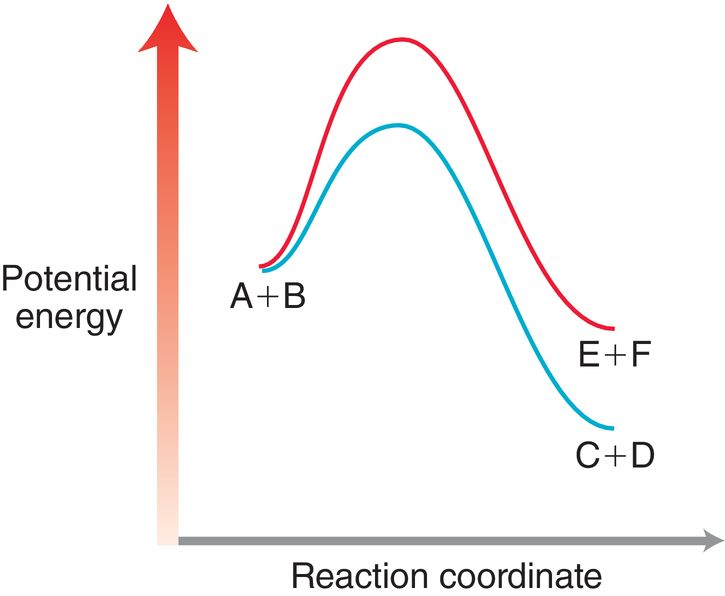 Potential
energy
A+B
E+F
C+D
Reaction coordinate